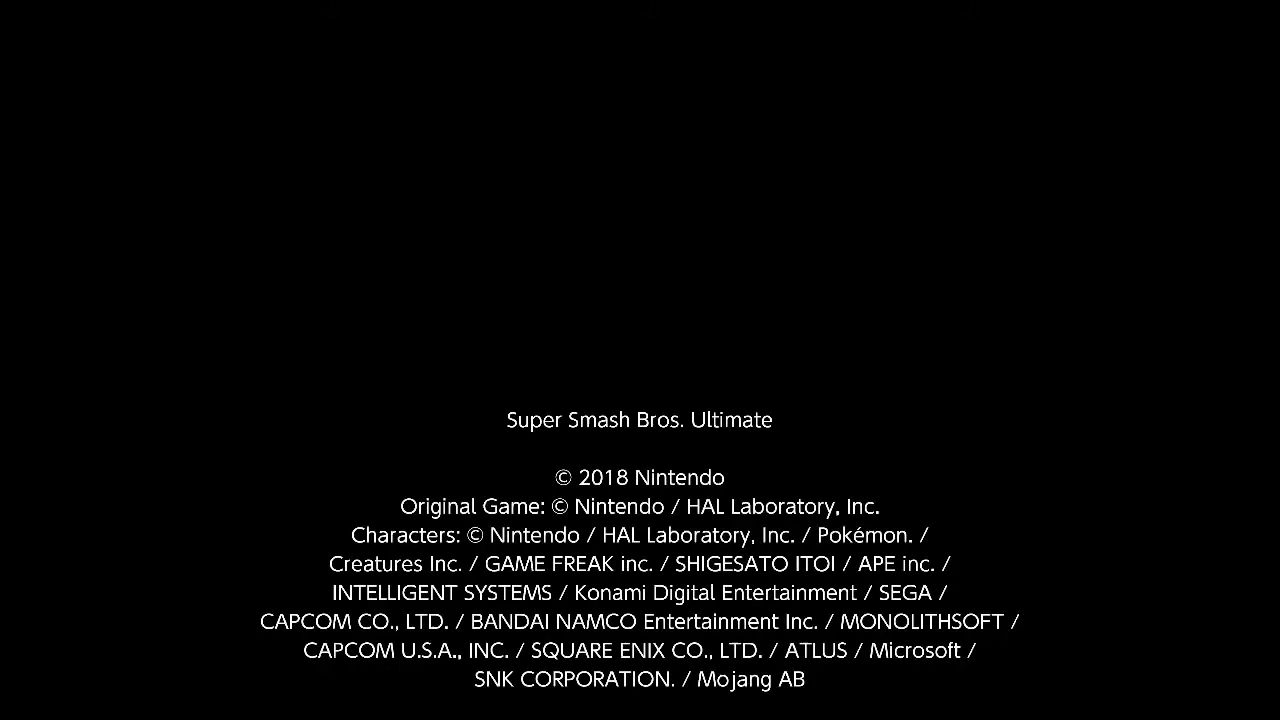 Super Smash Bros. Ultimate
© 2018 Nintendo
Original Game: © Nintendo / HAL Laboratory, Inc.
Characters: © Nintendo / HAL Laboratory, Inc. / Pokémon. /
Creatures Inc. / GAME FREAK inc. / SHIGESATO ITOI / APE inc. /
INTELLIGENT SYSTEMS / Konami Digital Entertainment / SEGA /
CAPCOM CO., LTD. / BANDAI NAMCO Entertainment Inc. / MONOLITHSOFT /
CAPCOM U.S.A., INC. / SQUARE ENIX CO., LTD. / ATLUS / Microsoft /
SNK CORPORATION. / Mojang AB